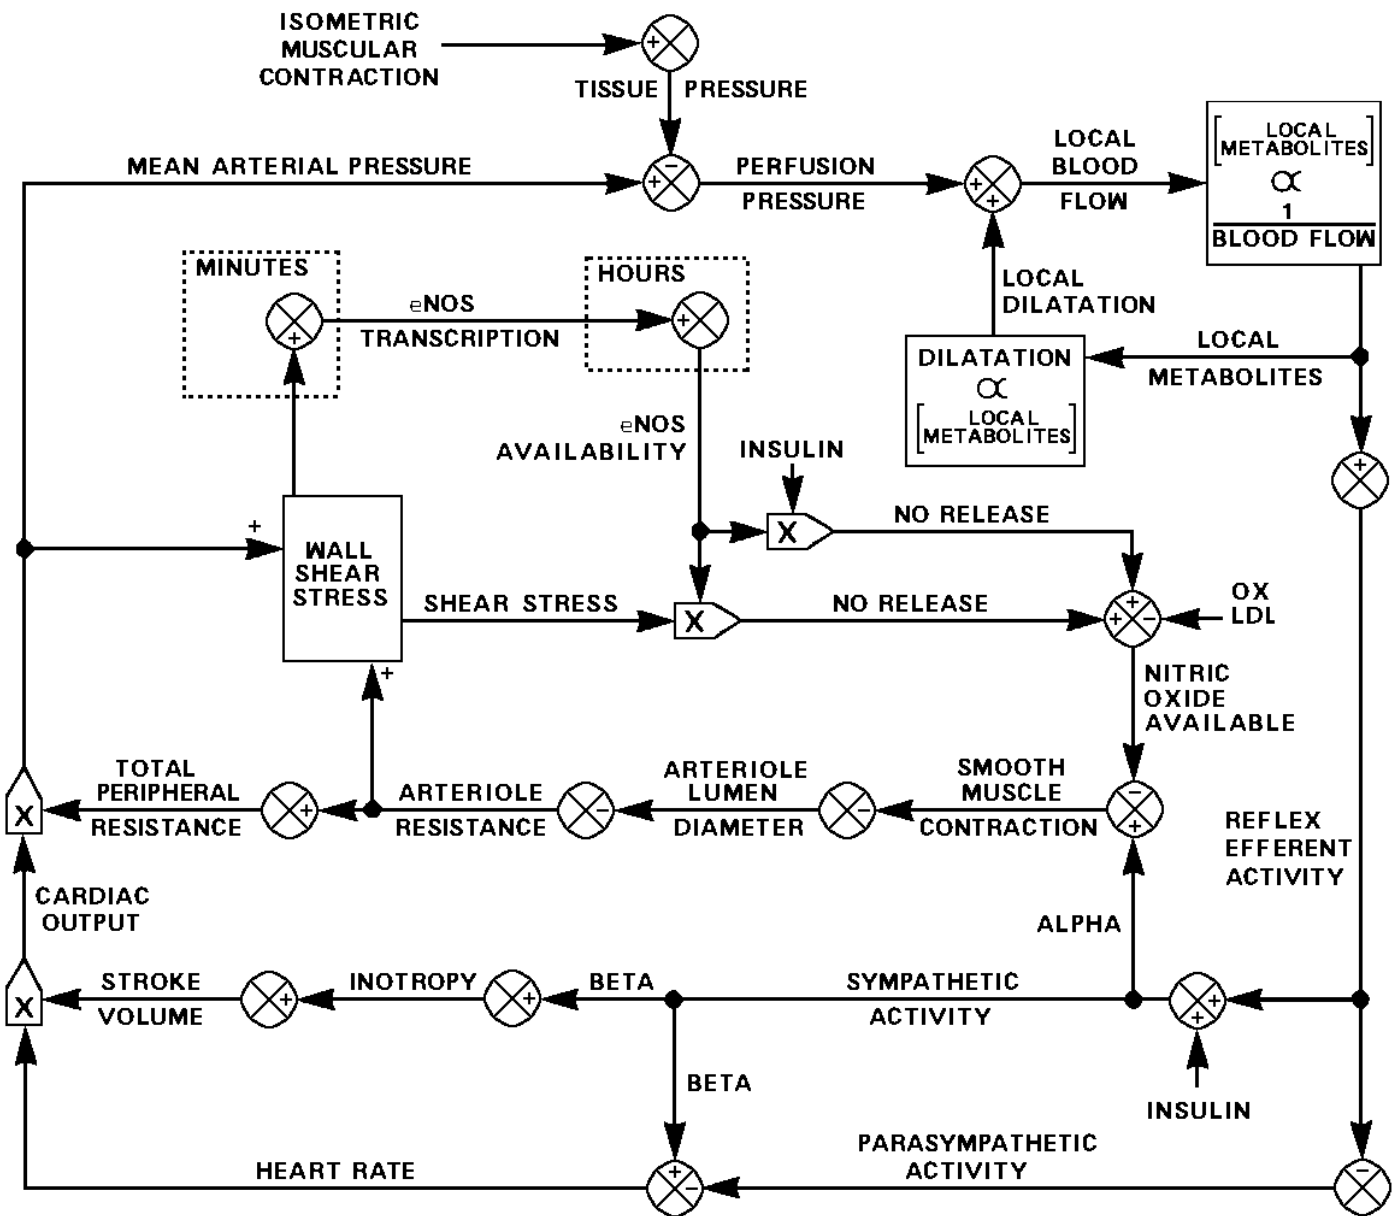 ISOMETRIC
MUSCULAR
CONTRACTION
+
TISSUE PRESSURE
MEAN ARTERIAL PRESSURE
+
−
PERFUSION
PRESSURE
+
+
LOCAL
BLOOD
FLOW
[LOCAL
METABOLITES]
∝
1
BLOOD FLOW
MINUTES
+
eNOS
TRANSCRIPTION
HOURS
+
LOCAL
DILATATION
DILATATION
∝
[LOCAL
METABOLITES]
LOCAL
METABOLITES
+
eNOS
AVAILABILITY
INSULIN
X
NO RELEASE
+
WALL
SHEAR
STRESS
+
SHEAR STRESS
X
NO RELEASE
+
+
−
OX
LDL
NITRIC
OXIDE
AVAILABLE
X
TOTAL
PERIPHERAL
RESISTANCE
+
ARTERIOLE
RESISTANCE
−
ARTERIOLE
LUMEN
DIAMETER
−
SMOOTH
MUSCLE
CONTRACTION
−
+
REFLEX
EFFERENT
ACTIVITY
CARDIAC
OUTPUT
ALPHA
X
STROKE
VOLUME
+
INOTROPY
+
BETA
SYMPATHETIC
ACTIVITY
+
+
INSULIN
BETA
HEART RATE
+
−
PARASYMPATHETIC
ACTIVITY
−